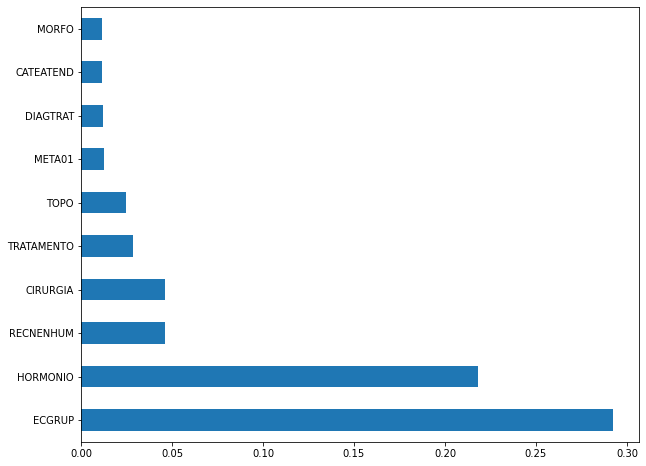 MORFO
CATEATEND
DIAGTRAT
META01
TOPO
TRATAMENTO
CIRURGIA
RECNENHUM
HORMONIO
ECGRUP
0.00 0.05 0.10 0.15 0.20 0.25 0.30